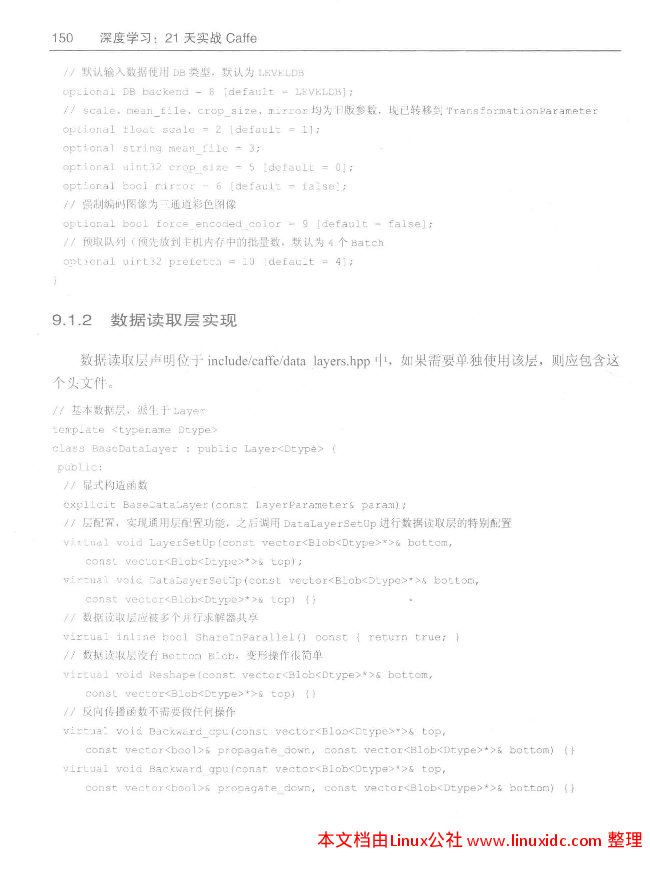 150 深度学习：21 天实战 Caffe
// 默认输入数据使用 DB 类型，默认为 LEVELDB
optional DB backend = 8 [default = LEVELDB];
// scale、mean_file、crop_size、mirror 均为旧版参数，现已转移到 TransformationParameter
optional float scale = 2 [default = 1];
optional string mean_file = 3;
optional uint32 crop_size = 5 [default = 0];
optional bool mirror = 6 [default = false];
// 强制编码图像为三通道彩色图像
optional bool force_encoded_color = 9 [default = false];
// 预取队列（预先放到主机内存中的批量数，默认为 4 个 Batch
optional uint32 prefetch = 10 [default = 4];
}
9.1.2 数据读取层实现
数据读取层声明位于 include/caffe/data_layers.hpp 中，如果需要单独使用该层，则应包含这
个头文件。
// 基本数据层，派生于 Layer
template <typename Dtype>
class BaseDataLayer : public Layer<Dtype> {
public:
// 显式构造函数
explicit BaseDataLayer(const LayerParameter& param);
// 层配置，实现通用层配置功能，之后调用 DataLayerSetUp 进行数据读取层的特别配置
virtual void LayerSetUp(const vector<Blob<Dtype>*>& bottom,
const vector<Blob<Dtype>*>& top);
virtual void DataLayerSetUp(const vector<Blob<Dtype>*>& bottom,
const vector<Blob<Dtype>*>& top) {}
// 数据读取层应被多个并行求解器共享
virtual inline bool ShareInParallel() const { return true; }
// 数据读取层没有 Bottom Blob，变形操作很简单
virtual void Reshape(const vector<Blob<Dtype>*>& bottom,
const vector<Blob<Dtype>*>& top) {}
// 反向传播函数不需要做任何操作
virtual void Backward_cpu(const vector<Blob<Dtype>*>& top,
const vector<bool>& propagate_down, const vector<Blob<Dtype>*>& bottom) {}
virtual void Backward_gpu(const vector<Blob<Dtype>*>& top,
const vector<bool>& propagate_down, const vector<Blob<Dtype>*>& bottom) {}
本文档由Linux公社 www.linuxidc.com 整理